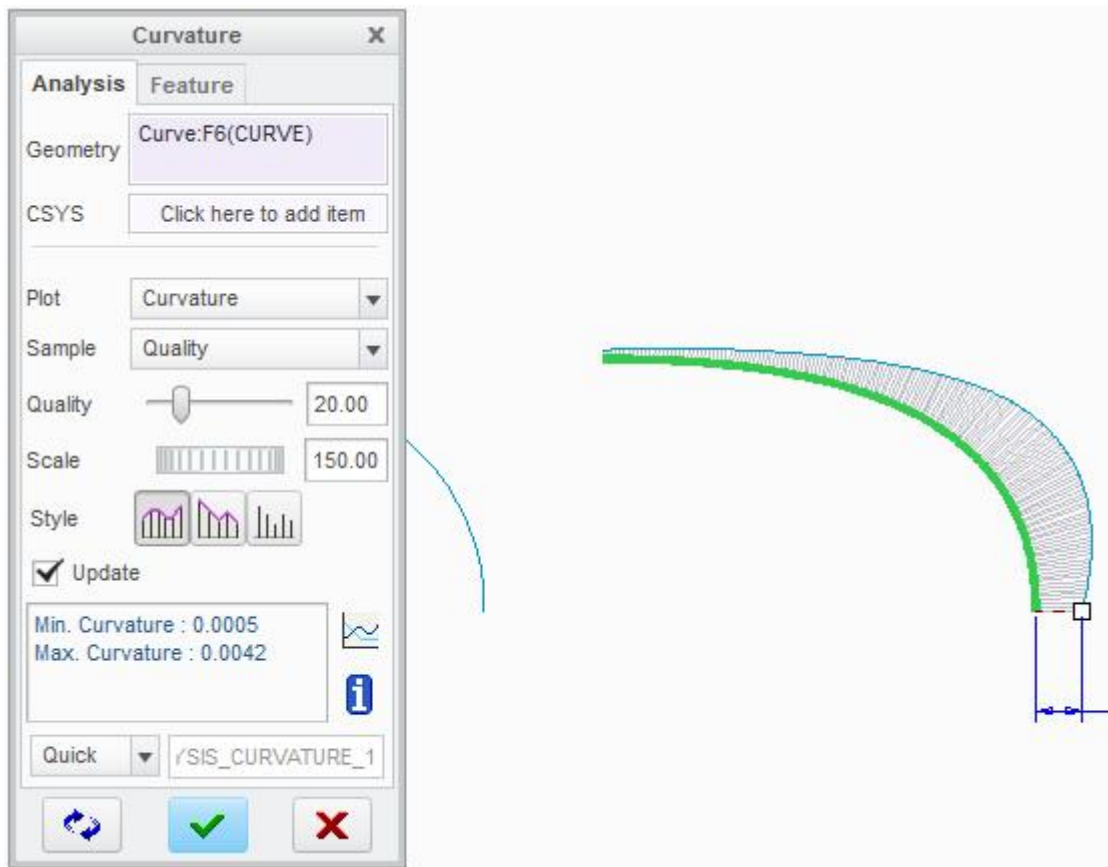 Curvature
Analysis
Feature
Geometry
Curve:F6(CURVE)
CSYS
Click here to add item
Plot
Curvature
Sample
Quality
Quality
20.00
Scale
150.00
Style
Update
Min. Curvature : 0.0005
Max. Curvature : 0.0042
Quick
YSIS_CURVATURE_1